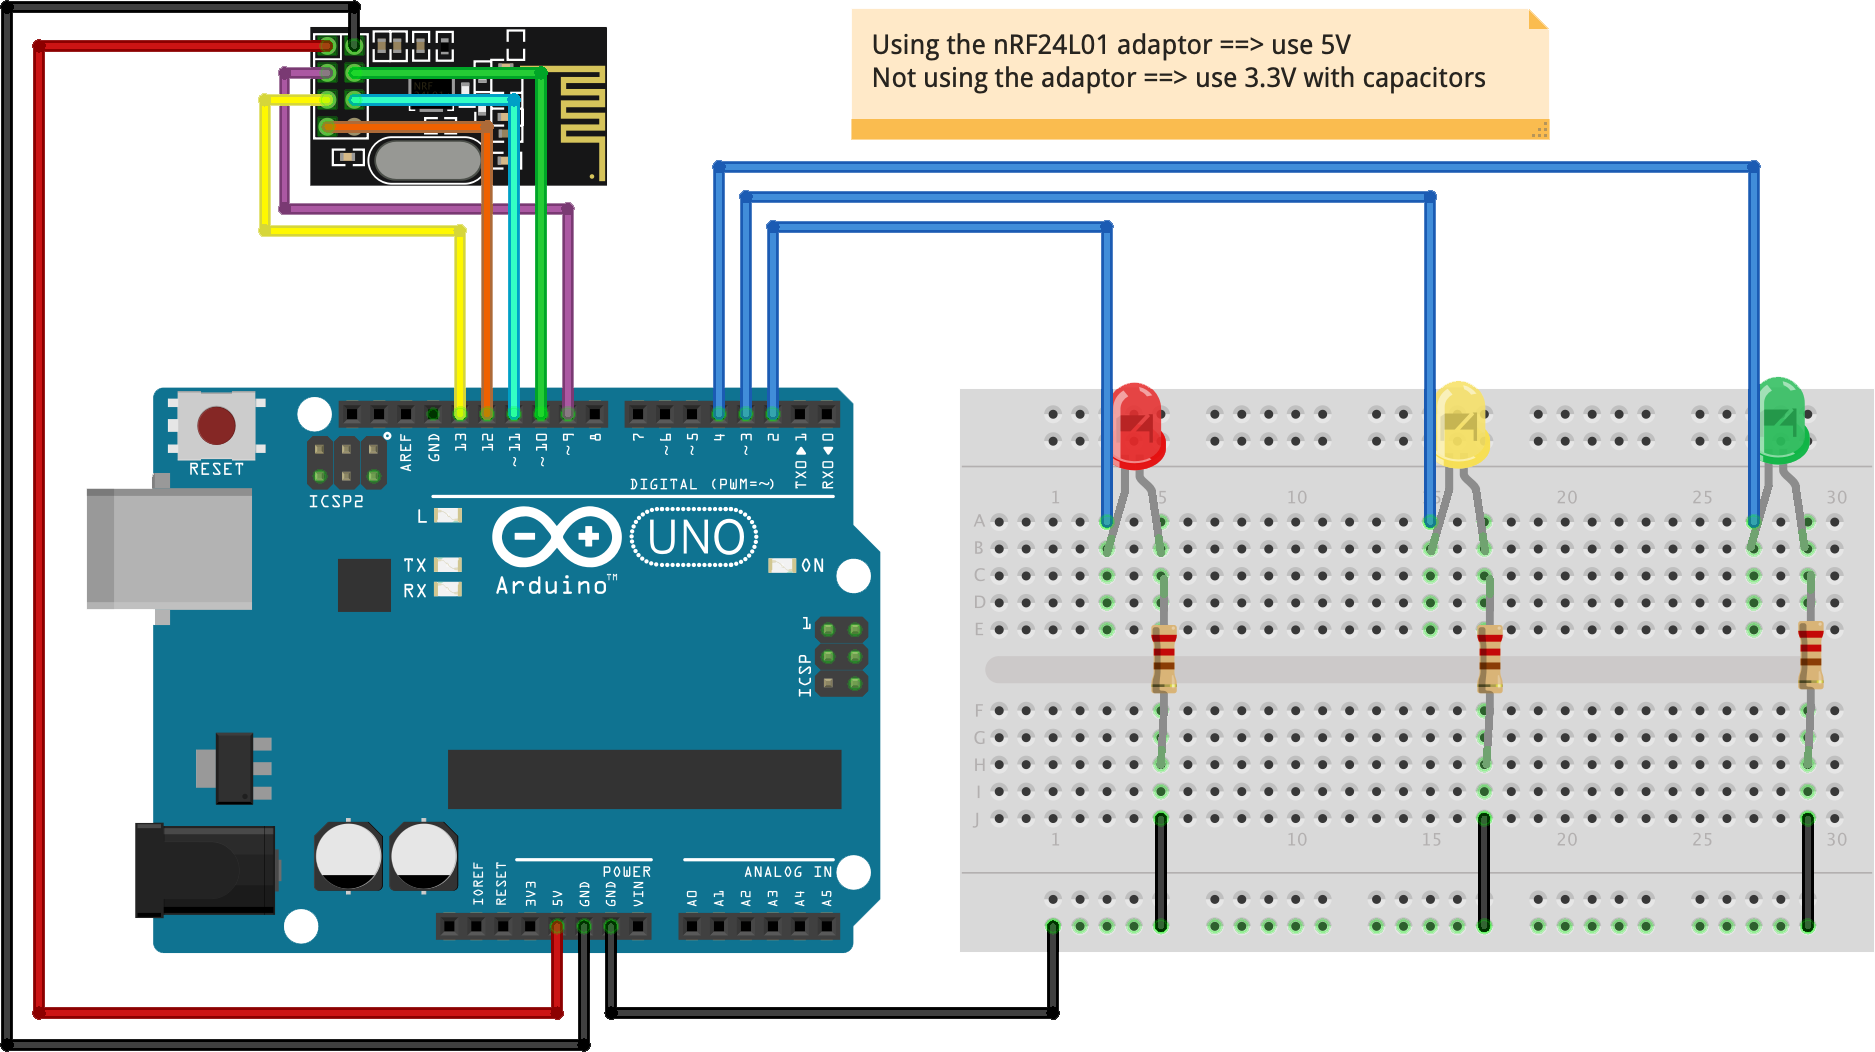 Using the nRF24L01 adaptor ==> use 5V
Not using the adaptor ==> use 3.3V with capacitors
RESET
ICSP2
AREF
GND
13
12
~11
~10
~9
8
7
~6
~5
4
~3
2
TX0▶1
RX0◀0
DIGITAL (PWM=~)
L
TX
RX
Arduino™
UNO
ON
1
ICSP
POWER
ANALOG IN
IOREF
RESET
3V3
5V
GND
GND
VIN
A0
A1
A2
A3
A4
A5
1 5 10 15 20 25 30
A
B
C
D
E
F
G
H
I
J
1 10 15 20 25 30